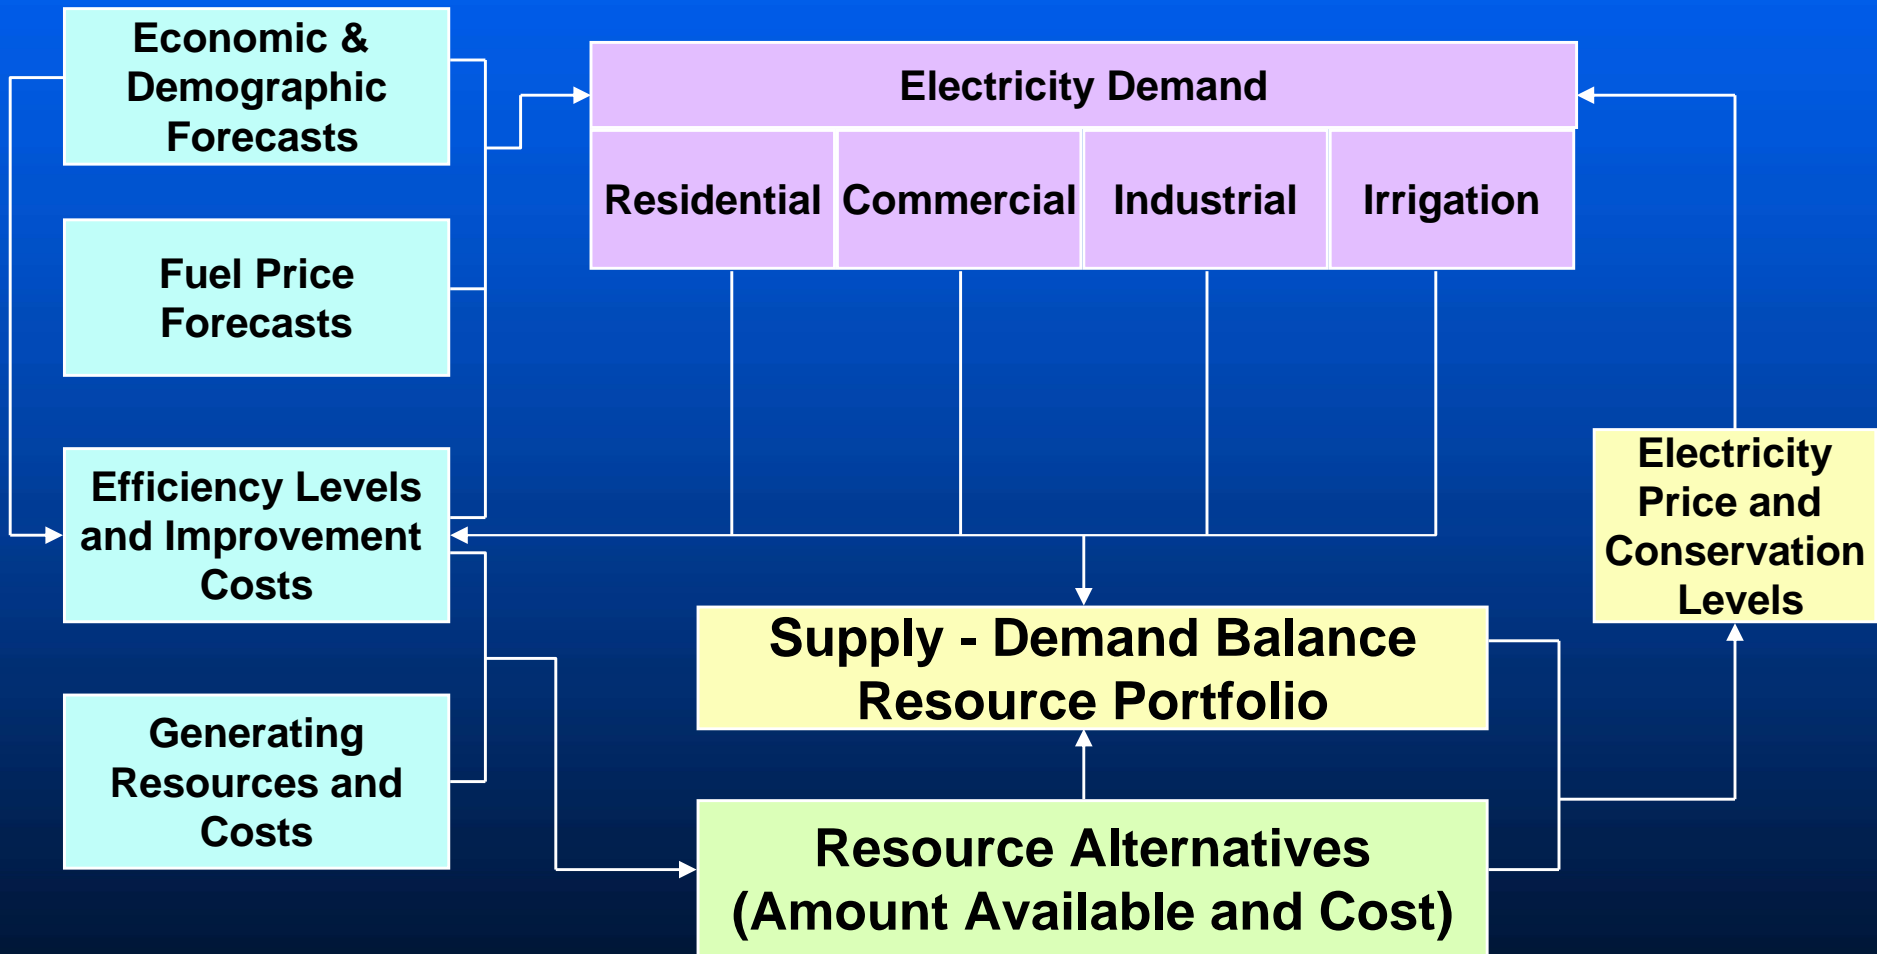 Economic &
Demographic
Forecasts
Electricity Demand
Residential
Commercial
Industrial
Irrigation
Fuel Price
Forecasts
Efficiency Levels
and Improvement
Costs
Electricity
Price and
Conservation
Levels
Supply - Demand Balance
Resource Portfolio
Generating
Resources and
Costs
Resource Alternatives
(Amount Available and Cost)